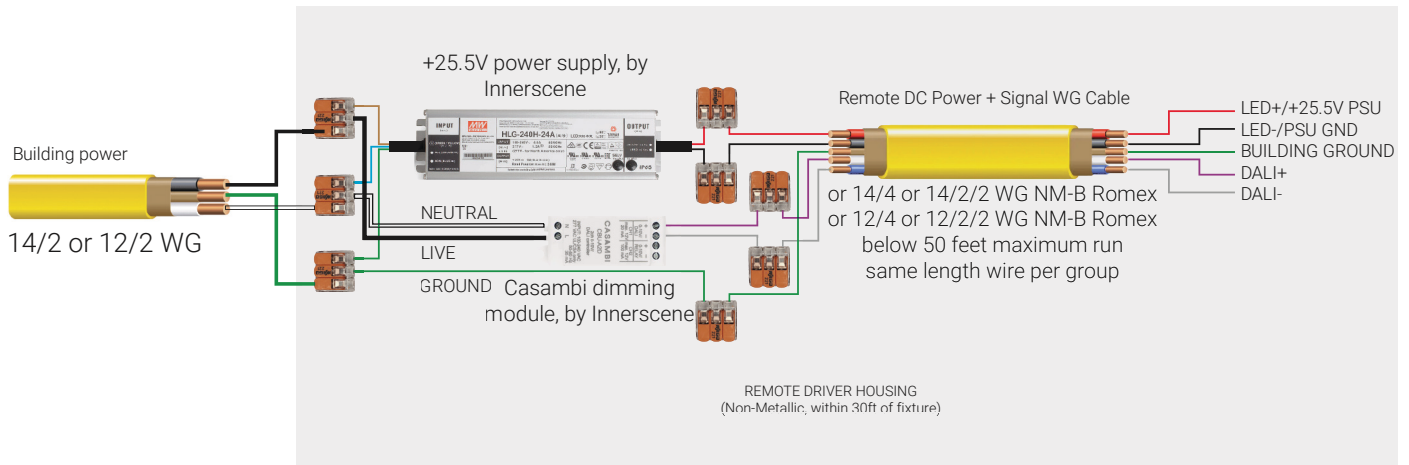 +25.5V power supply, by
Innerscene
Building power
14/2 or 12/2 WG
INPUT
MW
HLG-240H-24A
OUTPUT
NEUTRAL
LIVE
GROUND
CASAMBI
CBU-A2D
Casambi dimming
module, by Innerscene
Remote DC Power + Signal WG Cable
or 14/4 or 14/2/2 WG NM-B Romex
or 12/4 or 12/2/2 WG NM-B Romex
below 50 feet maximum run
same length wire per group
LED+/+25.5V PSU
LED-/PSU GND
BUILDING GROUND
DALI+
DALI-
REMOTE DRIVER HOUSING
(Non-Metallic, within 30ft of fixture)